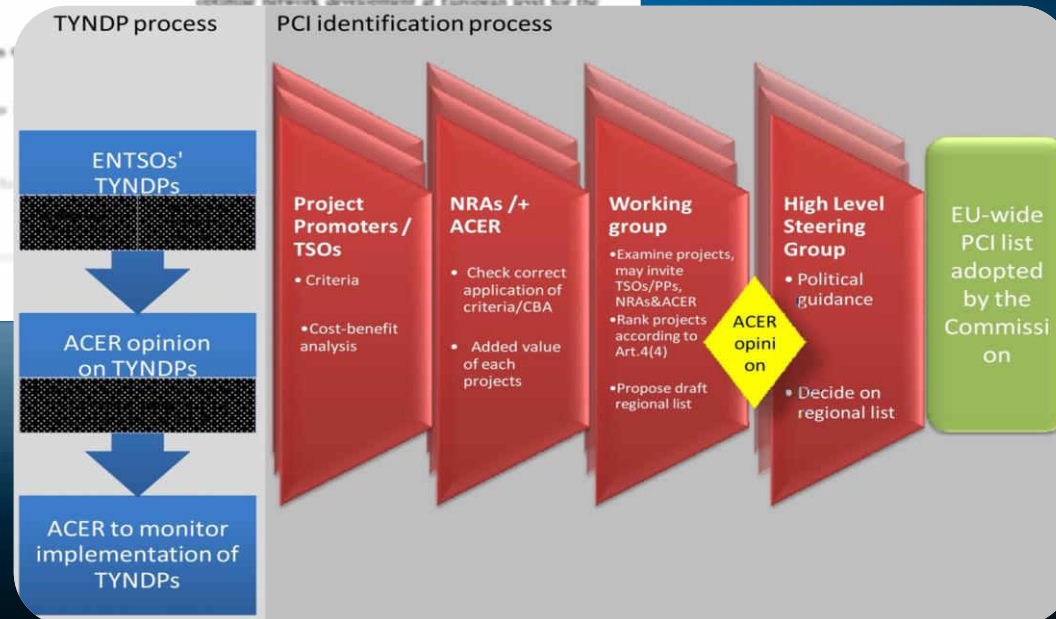 TYNDP process
PCI identification process
ENTSOs'
TYNDPs
ACER opinion
on TYNDPs
ACER to monitor
implementation of
TYNDPs
Project
Promoters /
TSOs
• Criteria
•Cost-benefit
analysis
NRAs /+
ACER
• Check correct
application of
criteria/CBA
• Added value
of each
projects
Working
group
•Examine projects,
may invite
TSOs/PPs,
NRAs&ACER
•Rank projects
according to
Art.4(4)
•Propose draft
regional list
ACER
opini
on
High Level
Steering
Group
• Political
guidance
• Decide on
regional list
EU-wide
PCI list
adopted
by the
Commissi
on